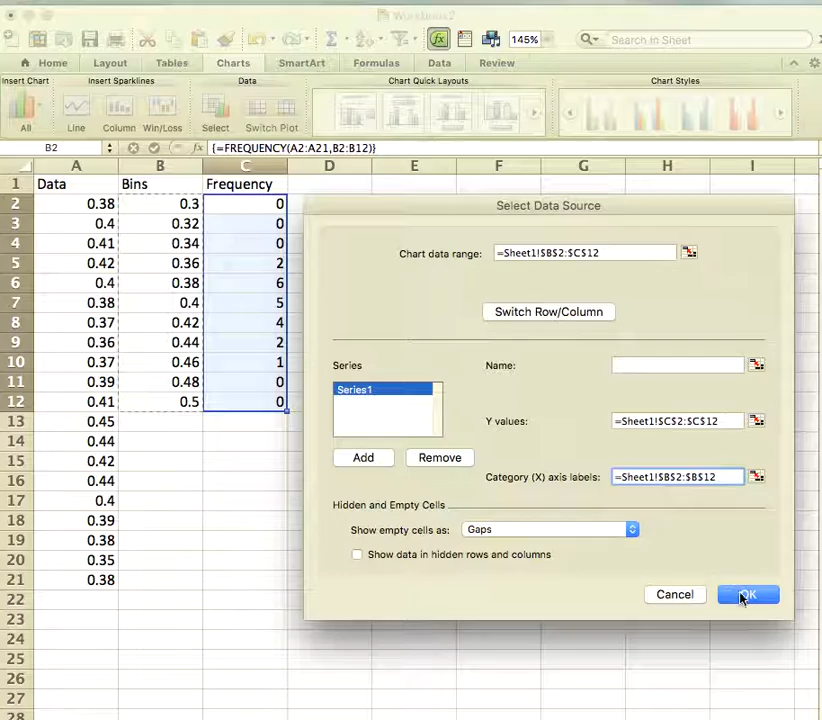 Workbook2
145%
Search in Sheet
Home Layout Tables Charts SmartArt Formulas Data Review
Insert Chart Insert Sparklines Data Chart Quick Layouts Chart Styles
All Line Column Win/Loss Select Switch Plot
B2 fx {=FREQUENCY(A2:A21,B2:B12)}
A B C D E F G H I
1 Data Bins Frequency
2 0.38 0.3 0
3 0.4 0.32 0
4 0.41 0.34 0
5 0.42 0.36 2
6 0.4 0.38 6
7 0.38 0.4 5
8 0.37 0.42 4
9 0.36 0.44 2
10 0.37 0.46 1
11 0.39 0.48 0
12 0.41 0.5 0
13 0.45
14 0.44
15 0.42
16 0.44
17 0.4
18 0.39
19 0.38
20 0.35
21 0.38
22
23
24
25
26
27
28
Select Data Source
Chart data range: =Sheet1!$B$2:$C$12
Switch Row/Column
Series Name:
Series1
Y values: =Sheet1!$C$2:$C$12
Add Remove
Category (X) axis labels: =Sheet1!$B$2:$B$12
Hidden and Empty Cells
Show empty cells as: Gaps
Show data in hidden rows and columns
Cancel OK